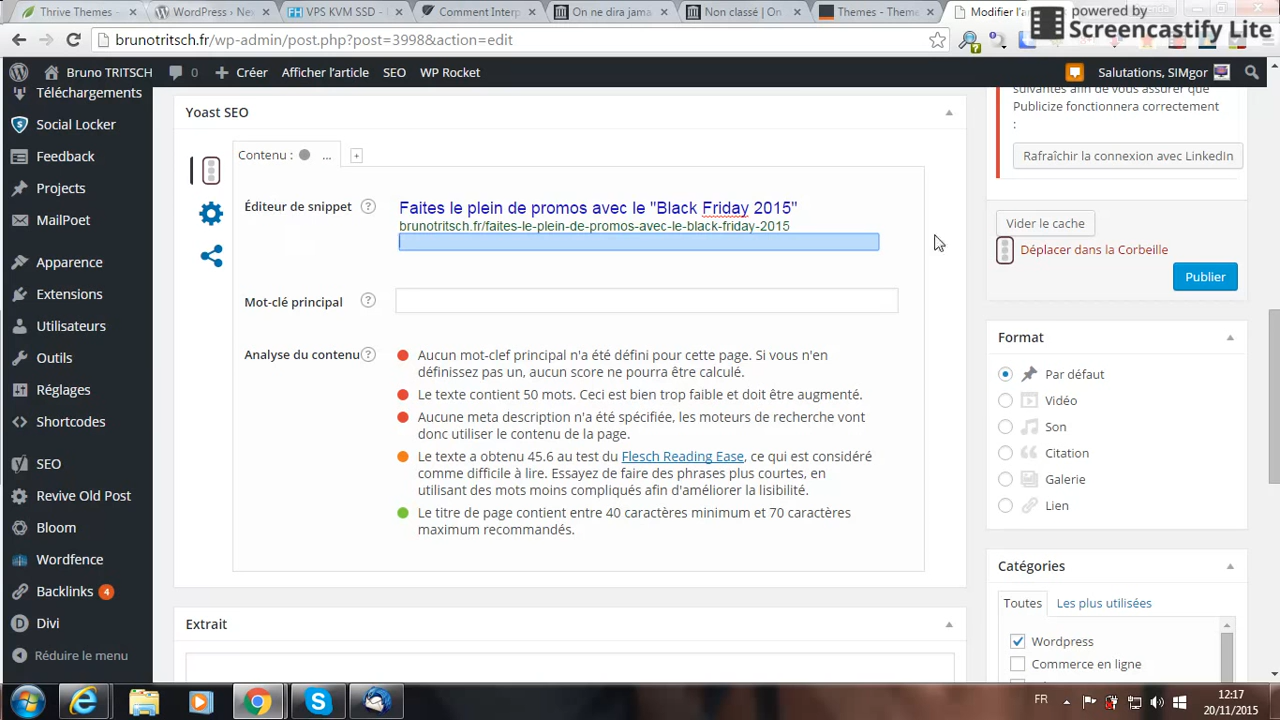 Thrive Themes -
WordPress › Ne
VPS KVM SSD -
Comment Interp
On ne dira jama
Non classé | On
Themes - Theme
Modifier l'a
powered by
Screencastify Lite
brunotritsch.fr/wp-admin/post.php?post=3988&action=edit
Bruno TRITSCH
0
Créer
Afficher l'article
SEO
WP Rocket
Salutations, SIMgor
Téléchargements
Social Locker
Feedback
Projects
MailPoet
Apparence
Extensions
Utilisateurs
Outils
Réglages
Shortcodes
SEO
Revive Old Post
Bloom
Wordfence
Backlinks 4
Divi
Réduire le menu
Yoast SEO
Contenu : ...
+
Éditeur de snippet ?
Faites le plein de promos avec le "Black Friday 2015"
brunotritsch.fr/faites-le-plein-de-promos-avec-le-black-friday-2015
Mot-clé principal ?
Analyse du contenu ?
Aucun mot-clef principal n'a été défini pour cette page. Si vous n'en
définissez pas un, aucun score ne pourra être calculé.
Le texte contient 50 mots. Ceci est bien trop faible et doit être augmenté.
Aucune meta description n'a été spécifiée, les moteurs de recherche vont
donc utiliser le contenu de la page.
Le texte a obtenu 45.6 au test du Flesch Reading Ease, ce qui est considéré
comme difficile à lire. Essayez de faire des phrases plus courtes, en
utilisant des mots moins compliqués afin d'améliorer la lisibilité.
Le titre de page contient entre 40 caractères minimum et 70 caractères
maximum recommandés.
Extrait
suivantes afin de vous assurer que
Publicize fonctionnera correctement
:
Rafraîchir la connexion avec LinkedIn
Vider le cache
Déplacer dans la Corbeille
Publier
Format
Par défaut
Vidéo
Son
Citation
Galerie
Lien
Catégories
Toutes
Les plus utilisées
Wordpress
Commerce en ligne
FR
12:17
20/11/2015